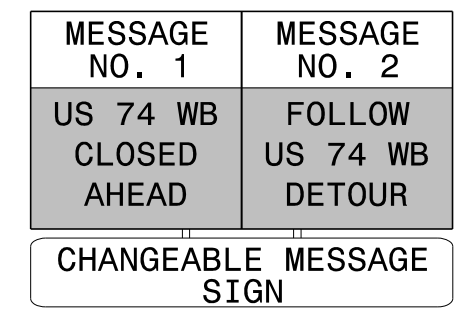 MESSAGE
NO. 1
US 74 WB
CLOSED
AHEAD
MESSAGE
NO. 2
FOLLOW
US 74 WB
DETOUR
CHANGEABLE MESSAGE
SIGN